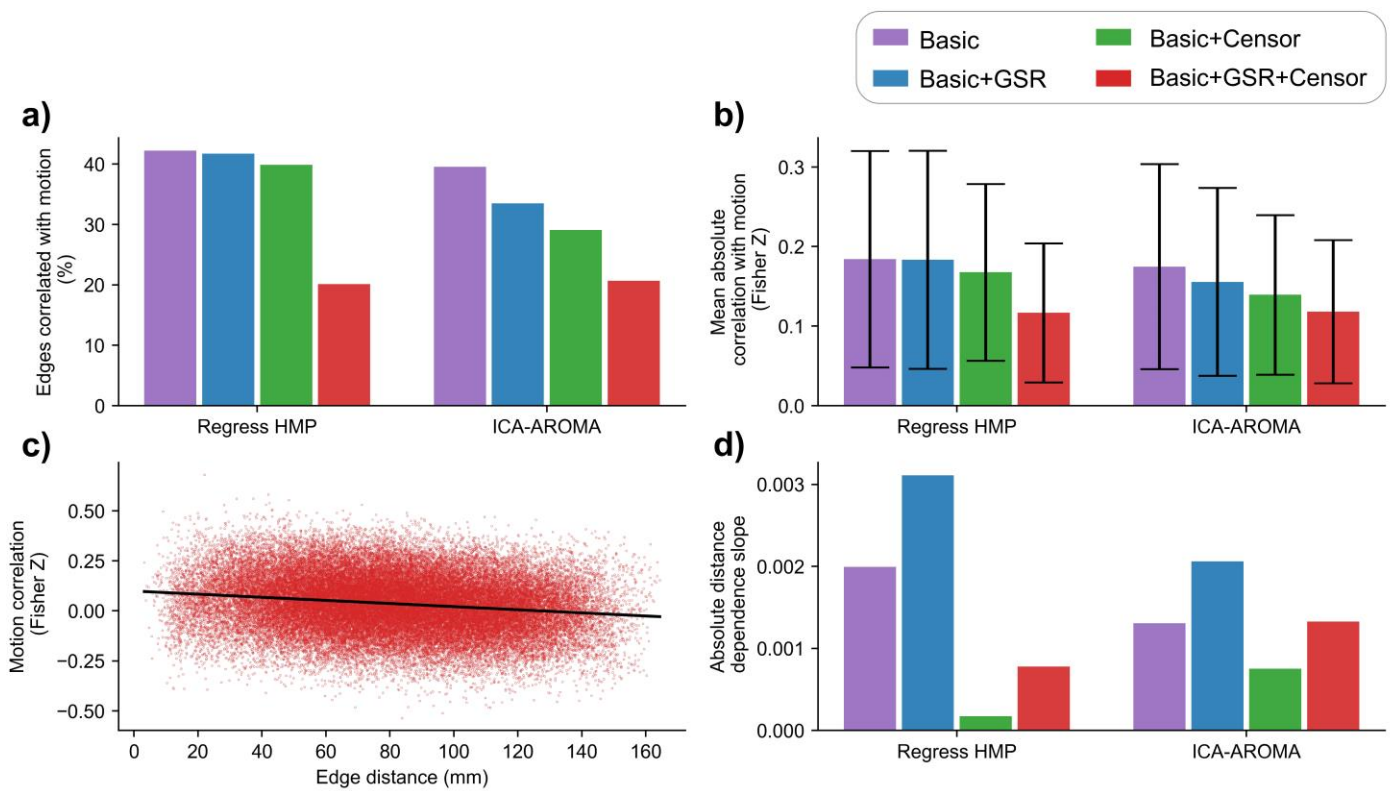 Basic
Basic+Censor
Basic+GSR
Basic+GSR+Censor
a)
Edges correlated with motion
(%)
40
30
20
10
0
Regress HMP
ICA-AROMA
b)
Mean absolute
correlation with motion
(Fisher Z)
0.3
0.2
0.1
0.0
Regress HMP
ICA-AROMA
c)
Motion correlation
(Fisher Z)
0.50
0.25
0.00
−0.25
−0.50
0 20 40 60 80 100 120 140 160
Edge distance (mm)
d)
Absolute distance
dependence slope
0.003
0.002
0.001
0.000
Regress HMP
ICA-AROMA